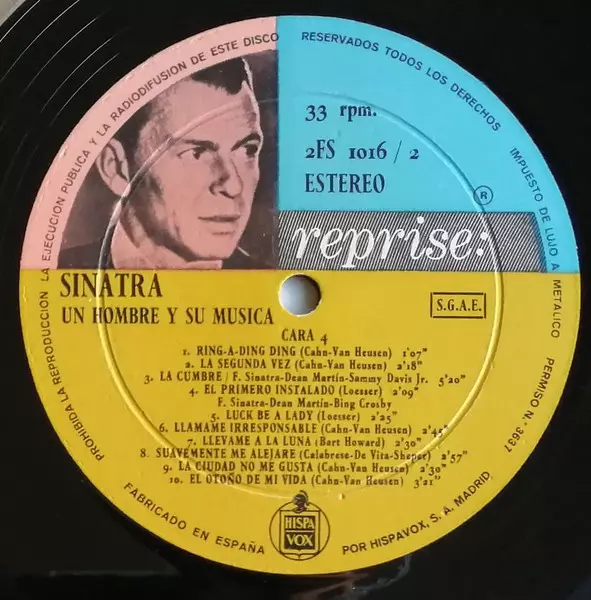 PROHIBIDA LA REPRODUCCION LA EJECUCION PUBLICA Y LA RADIODIFUSION DE ESTE DISCO
RESERVADOS TODOS LOS DERECHOS
IMPUESTO DE LUJO A METALICO PERMISO N.° 3637
33 rpm.
2FS 1016 / 2
ESTEREO
®
reprise:
SINATRA
UN HOMBRE Y SU MUSICA
S.G.A.E.
CARA 4
1. RING-A-DING DING (Cahn-Van Heusen) 1'07"
2. LA SEGUNDA VEZ (Cahn-Van Heusen) 2'18"
3. LA CUMBRE / F. Sinatra-Dean Martin-Sammy Davis Jr. 5'20"
4. EL PRIMERO INSTALADO (Loesser) 2'09"
F. Sinatra-Dean Martin-Bing Crosby
5. LUCK BE A LADY (Loesser) 2'25"
6. LLAMAME IRRESPONSABLE (Cahn-Van Heusen) 2'45"
7. LLEVAME A LA LUNA (Bart Howard) 2'30"
8. SUAVEMENTE ME ALEJARE (Calabrese-De Vita-Sheper) 2'57"
9. LA CIUDAD NO ME GUSTA (Cahn-Van Heusen) 2'30"
10. EL OTOÑO DE MI VIDA (Cahn-Van Heusen) 3'21"
HISPA
VOX
FABRICADO EN ESPAÑA
POR HISPAVOX, S. A. MADRID